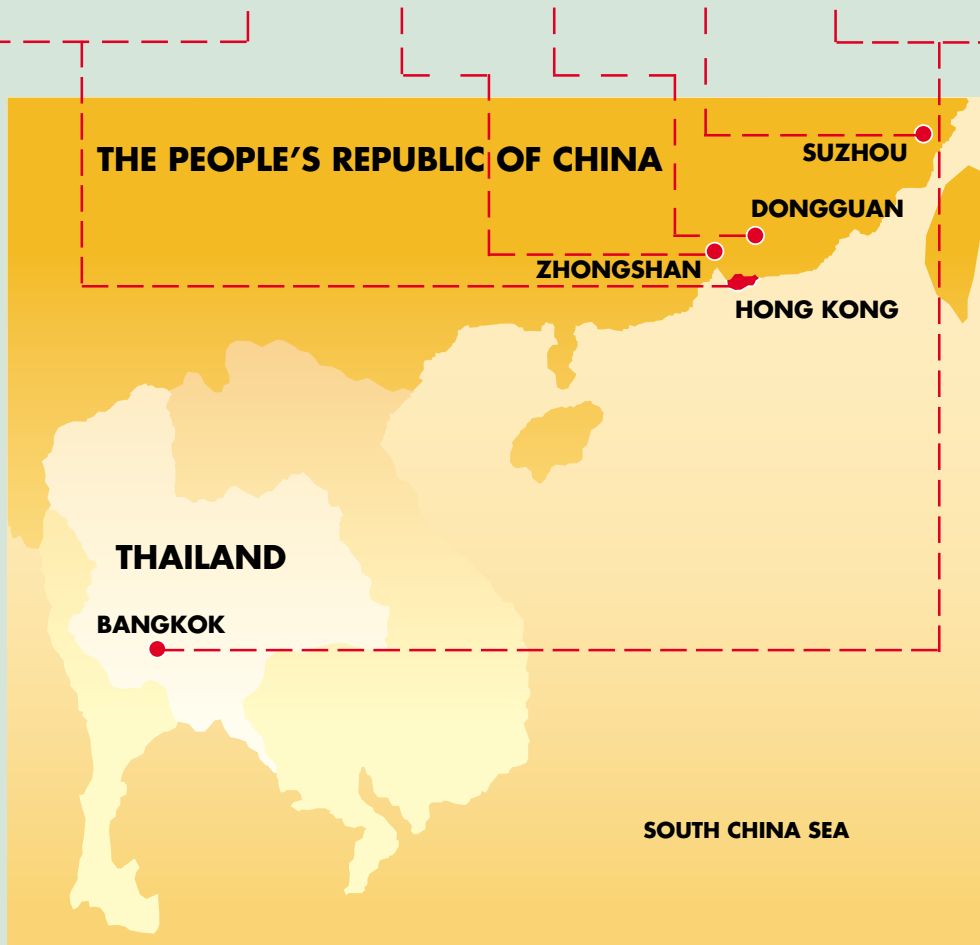 THE PEOPLE’S REPUBLIC OF CHINA
SUZHOU
DONGGUAN
ZHONGSHAN
HONG KONG
THAILAND
BANGKOK
SOUTH CHINA SEA